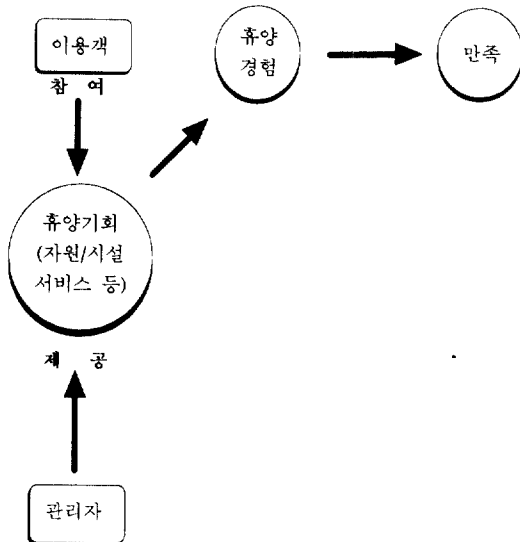 이용객
참 여
휴양
경험
만족
휴양기회
(자원/시설
서비스 등)
제 공
관리자